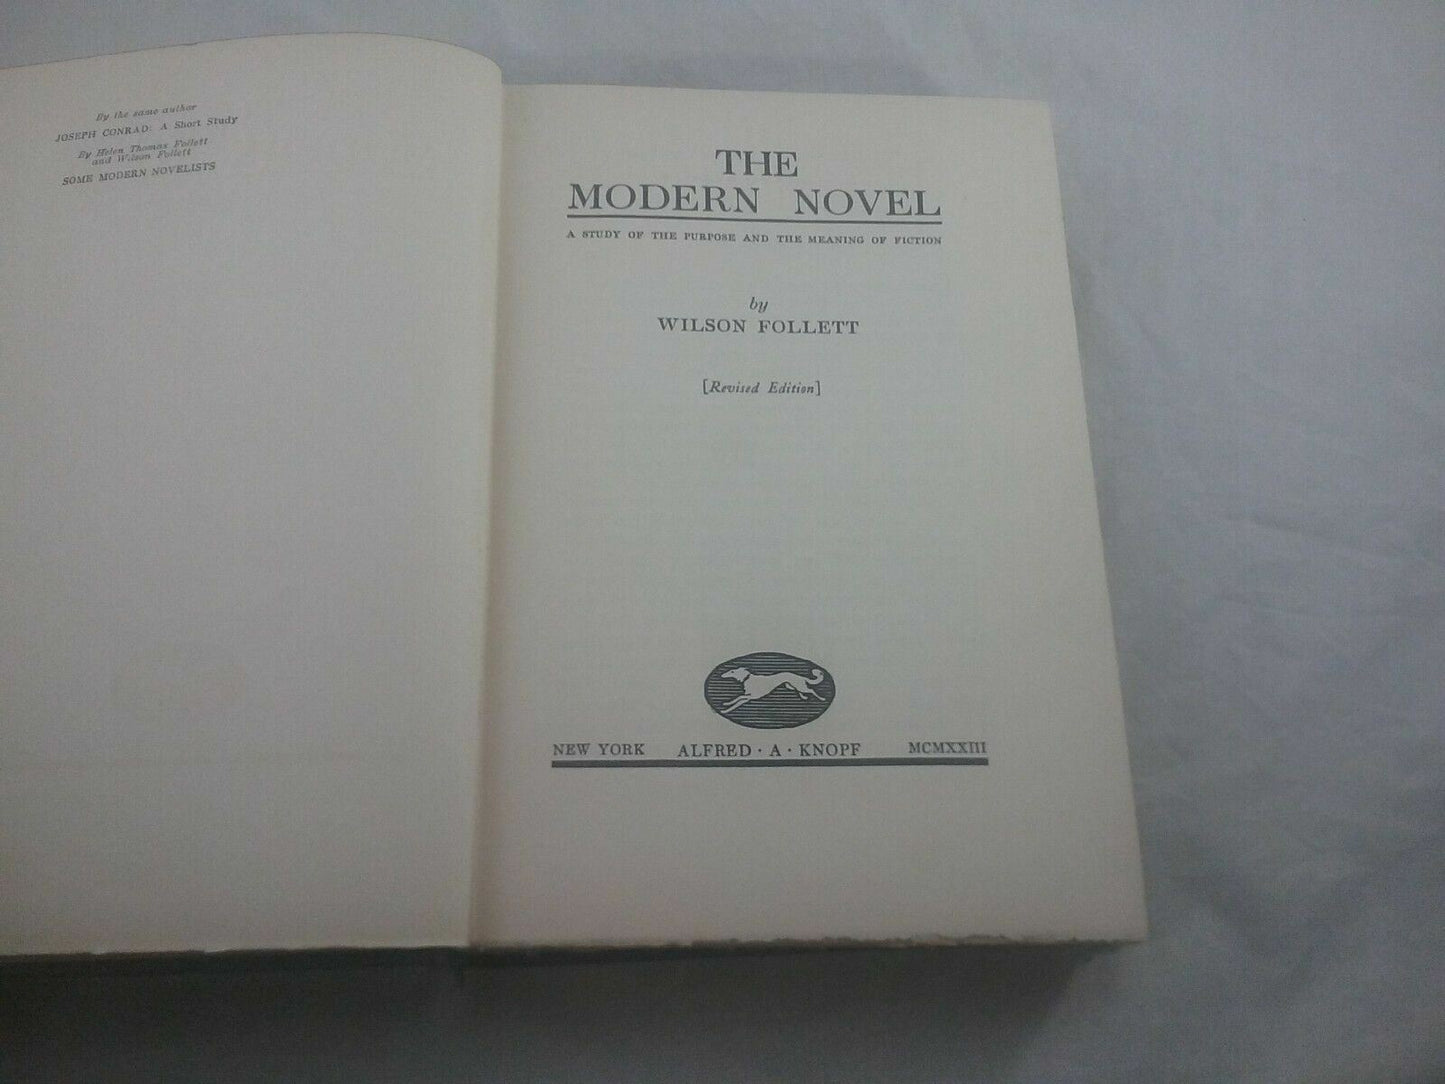 By the same author
JOSEPH CONRAD: A Short Study
By Helen Thomas Follett
and Wilson Follett
SOME MODERN NOVELISTS
THE
MODERN NOVEL
A STUDY OF THE PURPOSE AND THE MEANING OF FICTION
by
WILSON FOLLETT
[Revised Edition]
NEW YORK ALFRED · A · KNOPF MCMXXIII